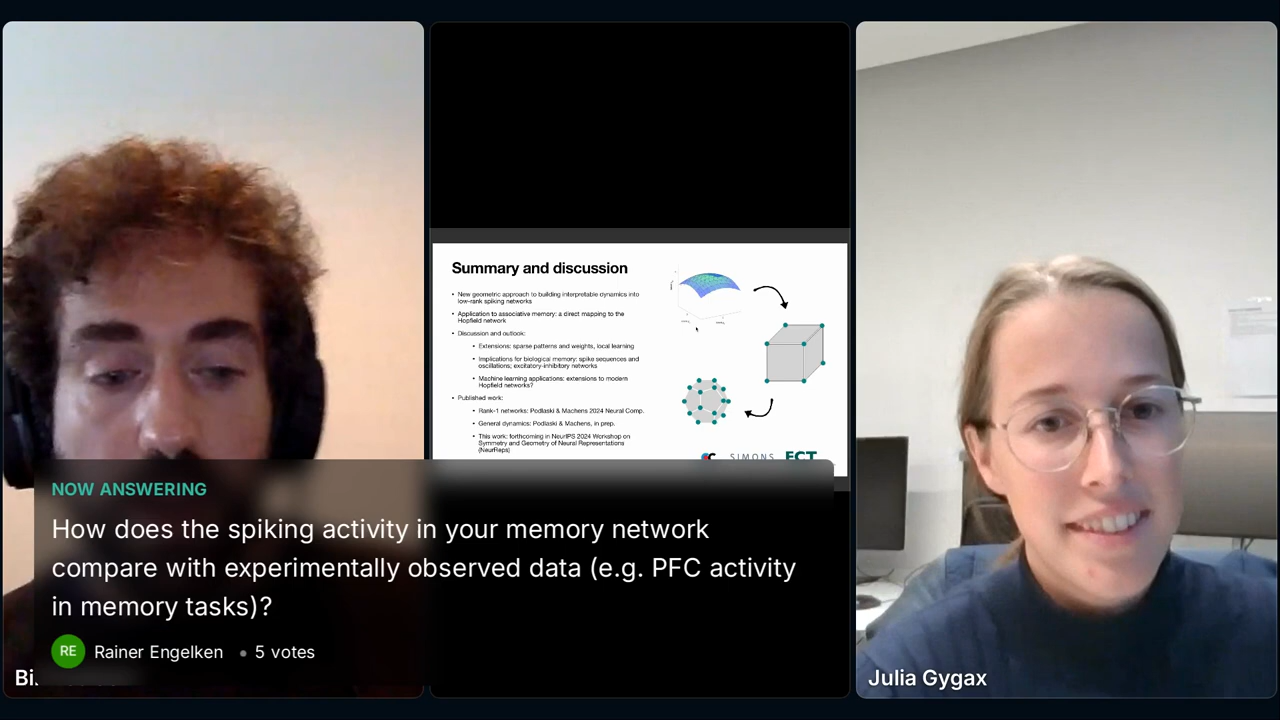 Summary and discussion
• New geometric approach to building interpretable dynamics into
low-rank spiking networks
• Application to associative memory: a direct mapping to the
Hopfield network
• Discussion and outlook:
• Extensions: sparse patterns and weights, local learning
• Implications for biological memory: spike sequences and
oscillations; excitatory-inhibitory networks
• Machine learning applications: extensions to modern
Hopfield networks?
• Published work:
• Rank-1 networks: Podlaski & Machens 2024 Neural Comp.
• General dynamics: Podlaski & Machens, in prep.
• This work: forthcoming in NeurIPS 2024 Workshop on
Symmetry and Geometry of Neural Representations
(NeurReps)
SIMONS
FCT
NOW ANSWERING
How does the spiking activity in your memory network
compare with experimentally observed data (e.g. PFC activity
in memory tasks)?
RE Rainer Engelken • 5 votes
Julia Gygax